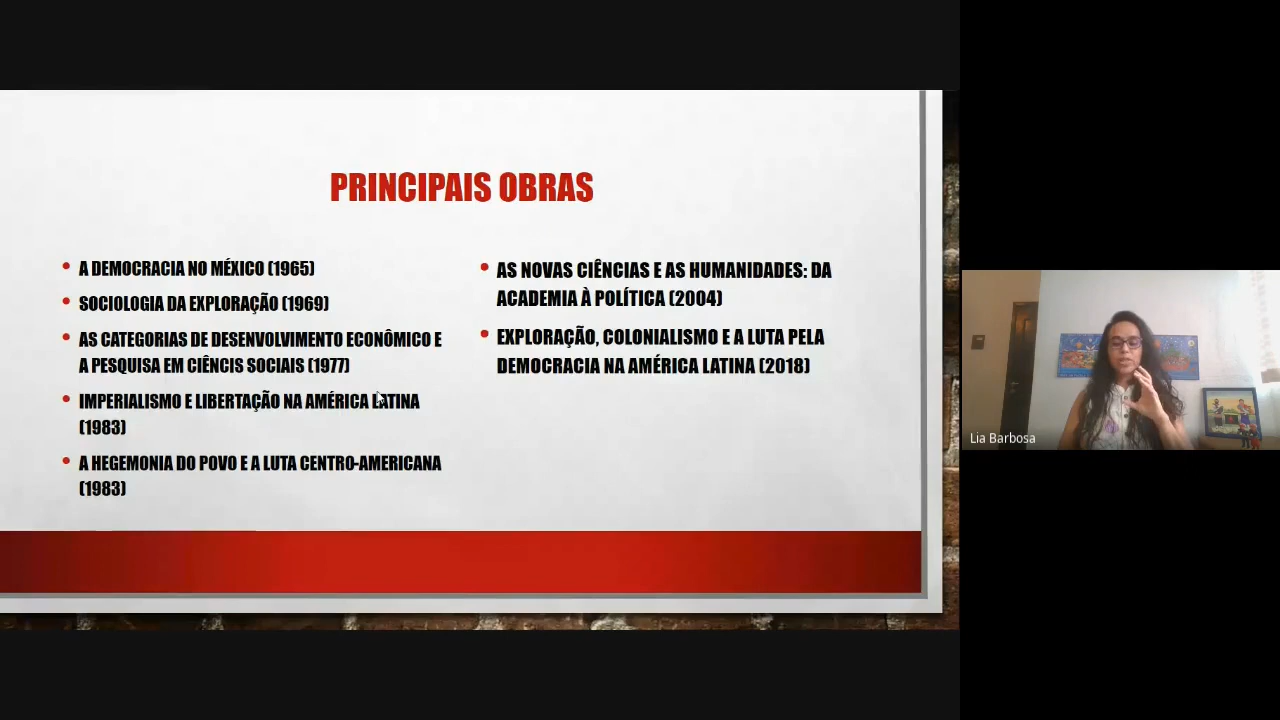 PRINCIPAIS OBRAS
A DEMOCRACIA NO MÉXICO (1965)
SOCIOLOGIA DA EXPLORAÇÃO (1969)
AS CATEGORIAS DE DESENVOLVIMENTO ECONÔMICO E
A PESQUISA EM CIÊNCIS SOCIAIS (1977)
IMPERIALISMO E LIBERTAÇÃO NA AMÉRICA LATINA
(1983)
A HEGEMONIA DO POVO E A LUTA CENTRO-AMERICANA
(1983)
AS NOVAS CIÊNCIAS E AS HUMANIDADES: DA
ACADEMIA À POLÍTICA (2004)
EXPLORAÇÃO, COLONIALISMO E A LUTA PELA
DEMOCRACIA NA AMÉRICA LATINA (2018)
Lia Barbosa